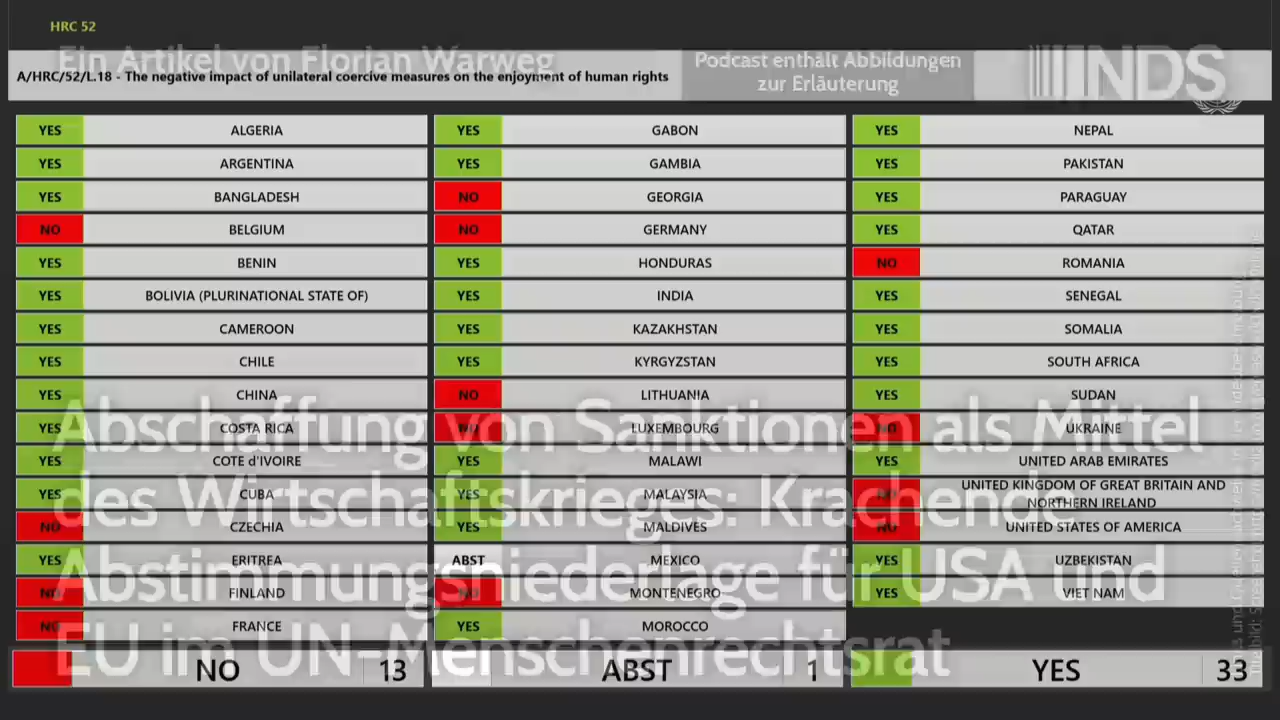 HRC 52
Ein Artikel von Florian Warweg
A/HRC/52/L.18 - The negative impact of unilateral coercive measures on the enjoyment of human rights
Podcast enthält Abbildungen
zur Erläuterung
NDS
YES ALGERIA
YES ARGENTINA
YES BANGLADESH
NO BELGIUM
YES BENIN
YES BOLIVIA (PLURINATIONAL STATE OF)
YES CAMEROON
YES CHILE
YES CHINA
YES COSTA RICA
YES COTE d'IVOIRE
YES CUBA
NO CZECHIA
YES ERITREA
NO FINLAND
NO FRANCE
YES GABON
YES GAMBIA
NO GEORGIA
NO GERMANY
YES HONDURAS
YES INDIA
YES KAZAKHSTAN
YES KYRGYZSTAN
NO LITHUANIA
NO LUXEMBOURG
YES MALAWI
YES MALAYSIA
YES MALDIVES
ABST MEXICO
NO MONTENEGRO
YES MOROCCO
YES NEPAL
YES PAKISTAN
YES PARAGUAY
YES QATAR
NO ROMANIA
YES SENEGAL
YES SOMALIA
YES SOUTH AFRICA
YES SUDAN
NO UKRAINE
YES UNITED ARAB EMIRATES
NO UNITED KINGDOM OF GREAT BRITAIN AND
NORTHERN IRELAND
NO UNITED STATES OF AMERICA
YES UZBEKISTAN
YES VIET NAM
Abschaffung von Sanktionen als Mittel
des Wirtschaftskrieges: Krachende
Abstimmungsniederlage für USA und
EU im UN-Menschenrechtsrat
NO 13
ABST 1
YES 33